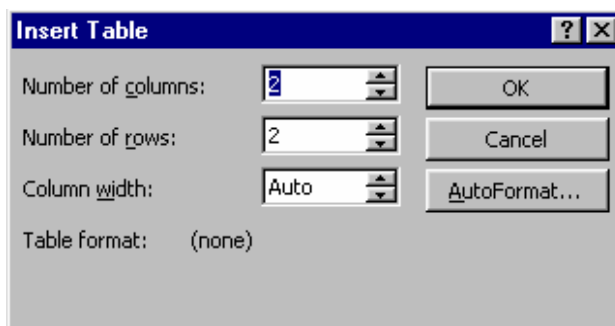 Insert Table
Number of columns: 2 OK
Number of rows: 2 Cancel
Column width: Auto AutoFormat...
Table format: (none)